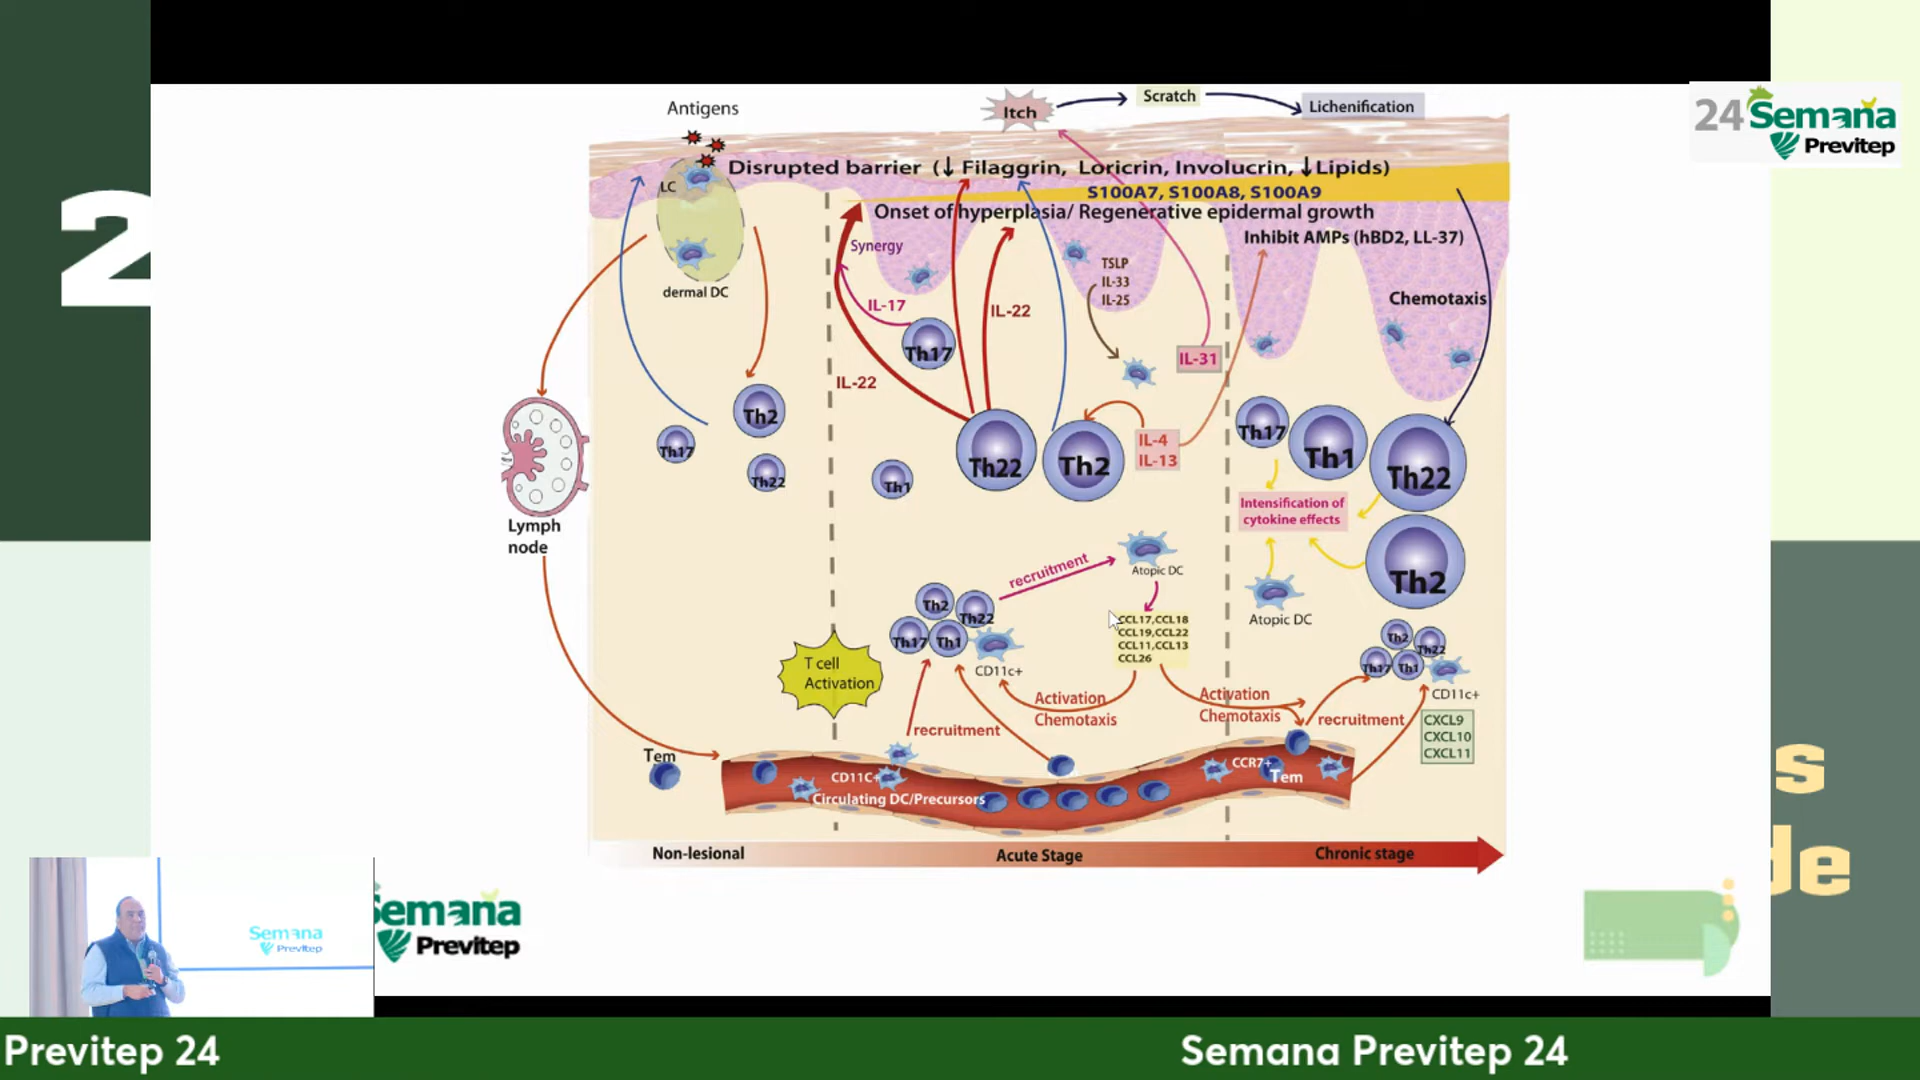 2
24 Semana
Previtep
Antigens
Itch
Scratch
Lichenification
Disrupted barrier (↓ Filaggrin, Loricrin, Involucrin, ↓Lipids)
LC
S100A7, S100A8, S100A9
Onset of hyperplasia/ Regenerative epidermal growth
Inhibit AMPs (hBD2, LL-37)
Synergy
TSLP
IL-33
IL-25
dermal DC
Chemotaxis
IL-17
IL-22
Th17
IL-31
IL-22
Th2
Th17
Th22
Th1
Th22
Th2
IL-4
IL-13
Th17
Th1
Th22
Intensification of
cytokine effects
Th2
Lymph
node
recruitment
Atopic DC
Atopic DC
Th2
Th22
Th17
Th1
CD11c+
CCL17,CCL18
CCL19,CCL22
CCL11,CCL13
CCL26
Th2
Th22
Th17
Th1
CD11c+
T cell
Activation
Activation
Chemotaxis
Activation
Chemotaxis
recruitment
recruitment
CXCL9
CXCL10
CXCL11
Tem
CD11C+
Circulating DC/Precursors
CCR7+
Tem
Non-lesional
Acute Stage
Chronic stage
s
de
Semana
Previtep
Semana
Previtep
Previtep 24
Semana Previtep 24